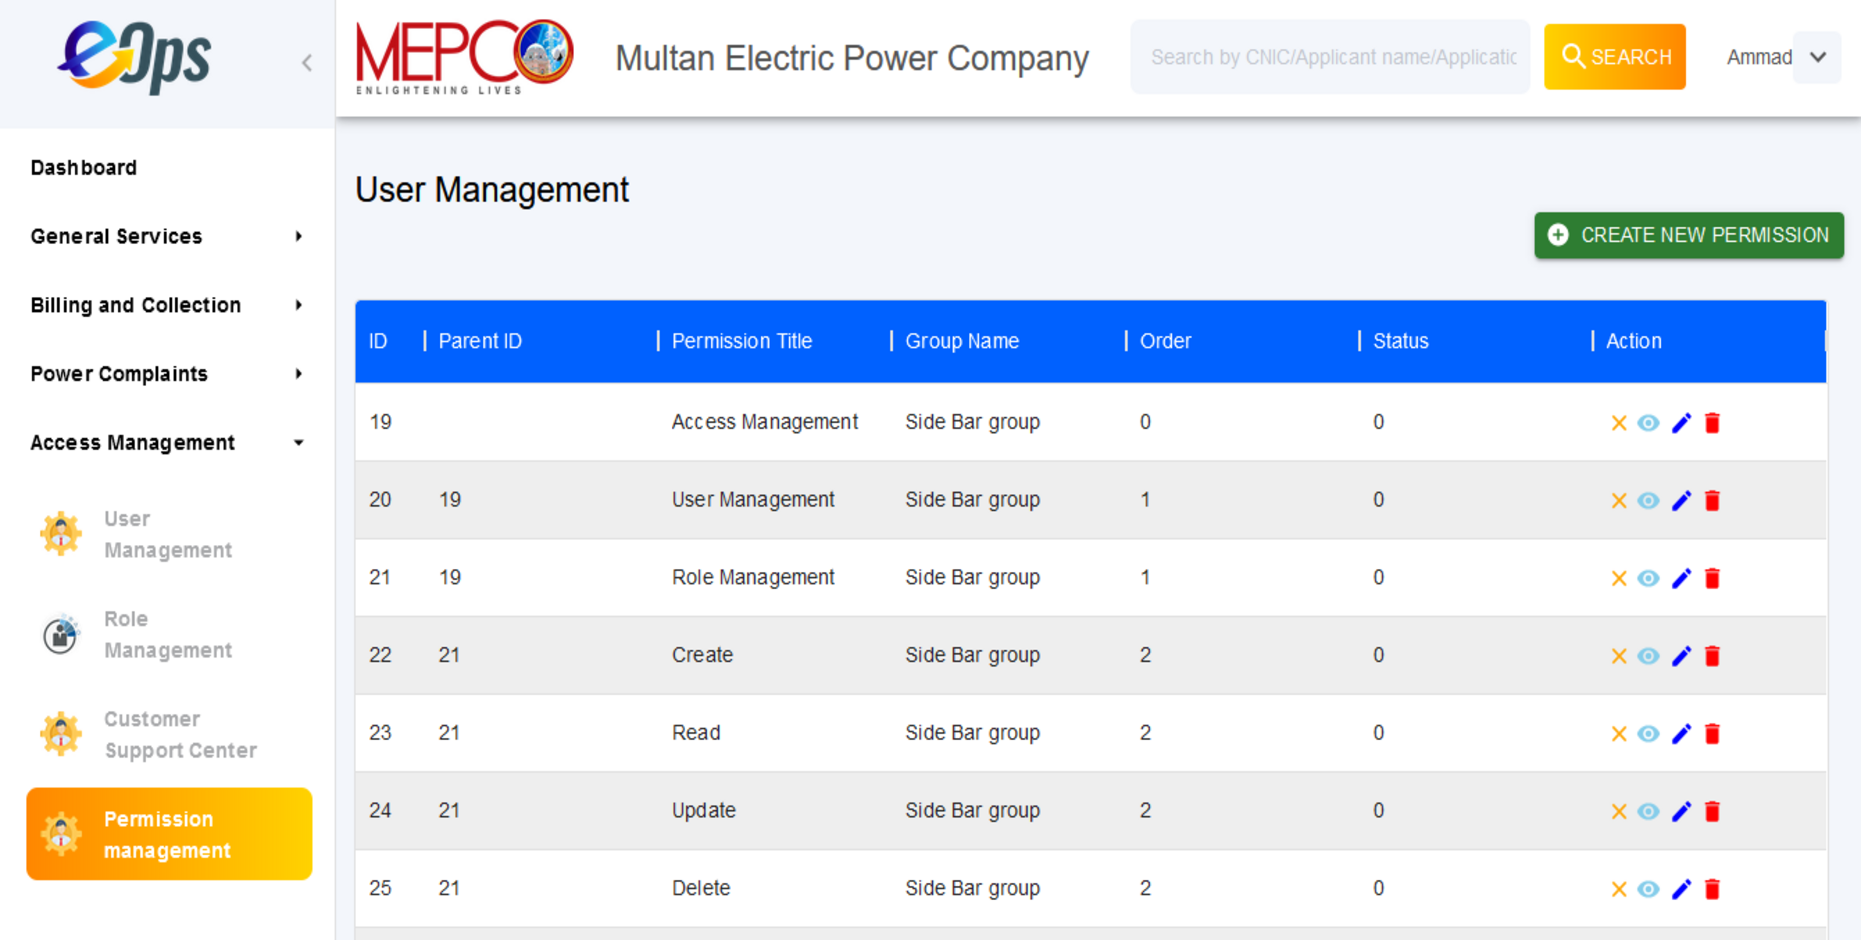 eOps
MEPCO
ENLIGHTENING LIVES
Multan Electric Power Company
Search by CNIC/Applicant name/Applicatic
SEARCH
Ammad
Dashboard
General Services
Billing and Collection
Power Complaints
Access Management
User
Management
Role
Management
Customer
Support Center
Permission
management
User Management
CREATE NEW PERMISSION
ID Parent ID Permission Title Group Name Order Status Action
19 Access Management Side Bar group 0 0
20 19 User Management Side Bar group 1 0
21 19 Role Management Side Bar group 1 0
22 21 Create Side Bar group 2 0
23 21 Read Side Bar group 2 0
24 21 Update Side Bar group 2 0
25 21 Delete Side Bar group 2 0